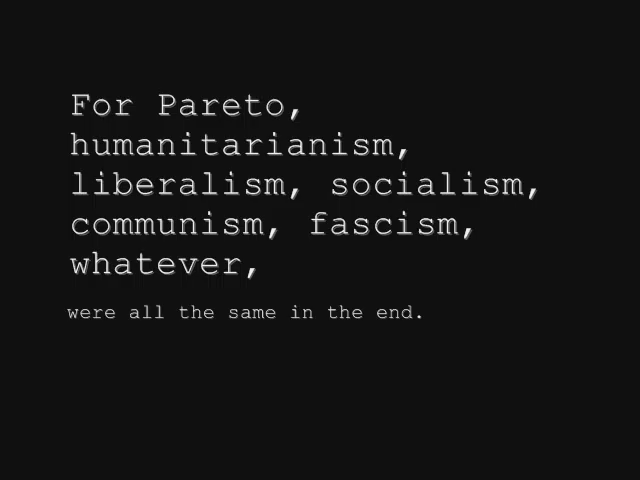 For Pareto,
humanitarianism,
liberalism, socialism,
communism, fascism,
whatever,
were all the same in the end.